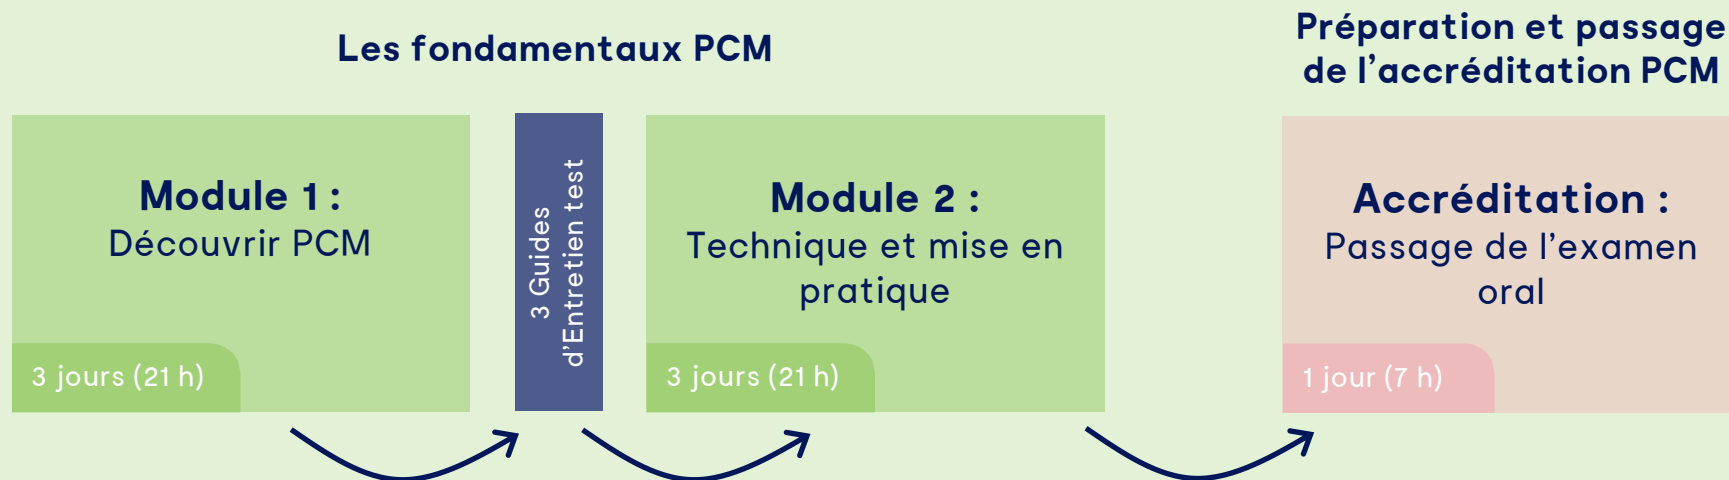 Les fondamentaux PCM
Préparation et passage
de l’accréditation PCM
Module 1 :
Découvrir PCM
3 jours (21 h)
3 Guides
d’Entretien test
Module 2 :
Technique et mise en
pratique
3 jours (21 h)
Accréditation :
Passage de l’examen
oral
1 jour (7 h)